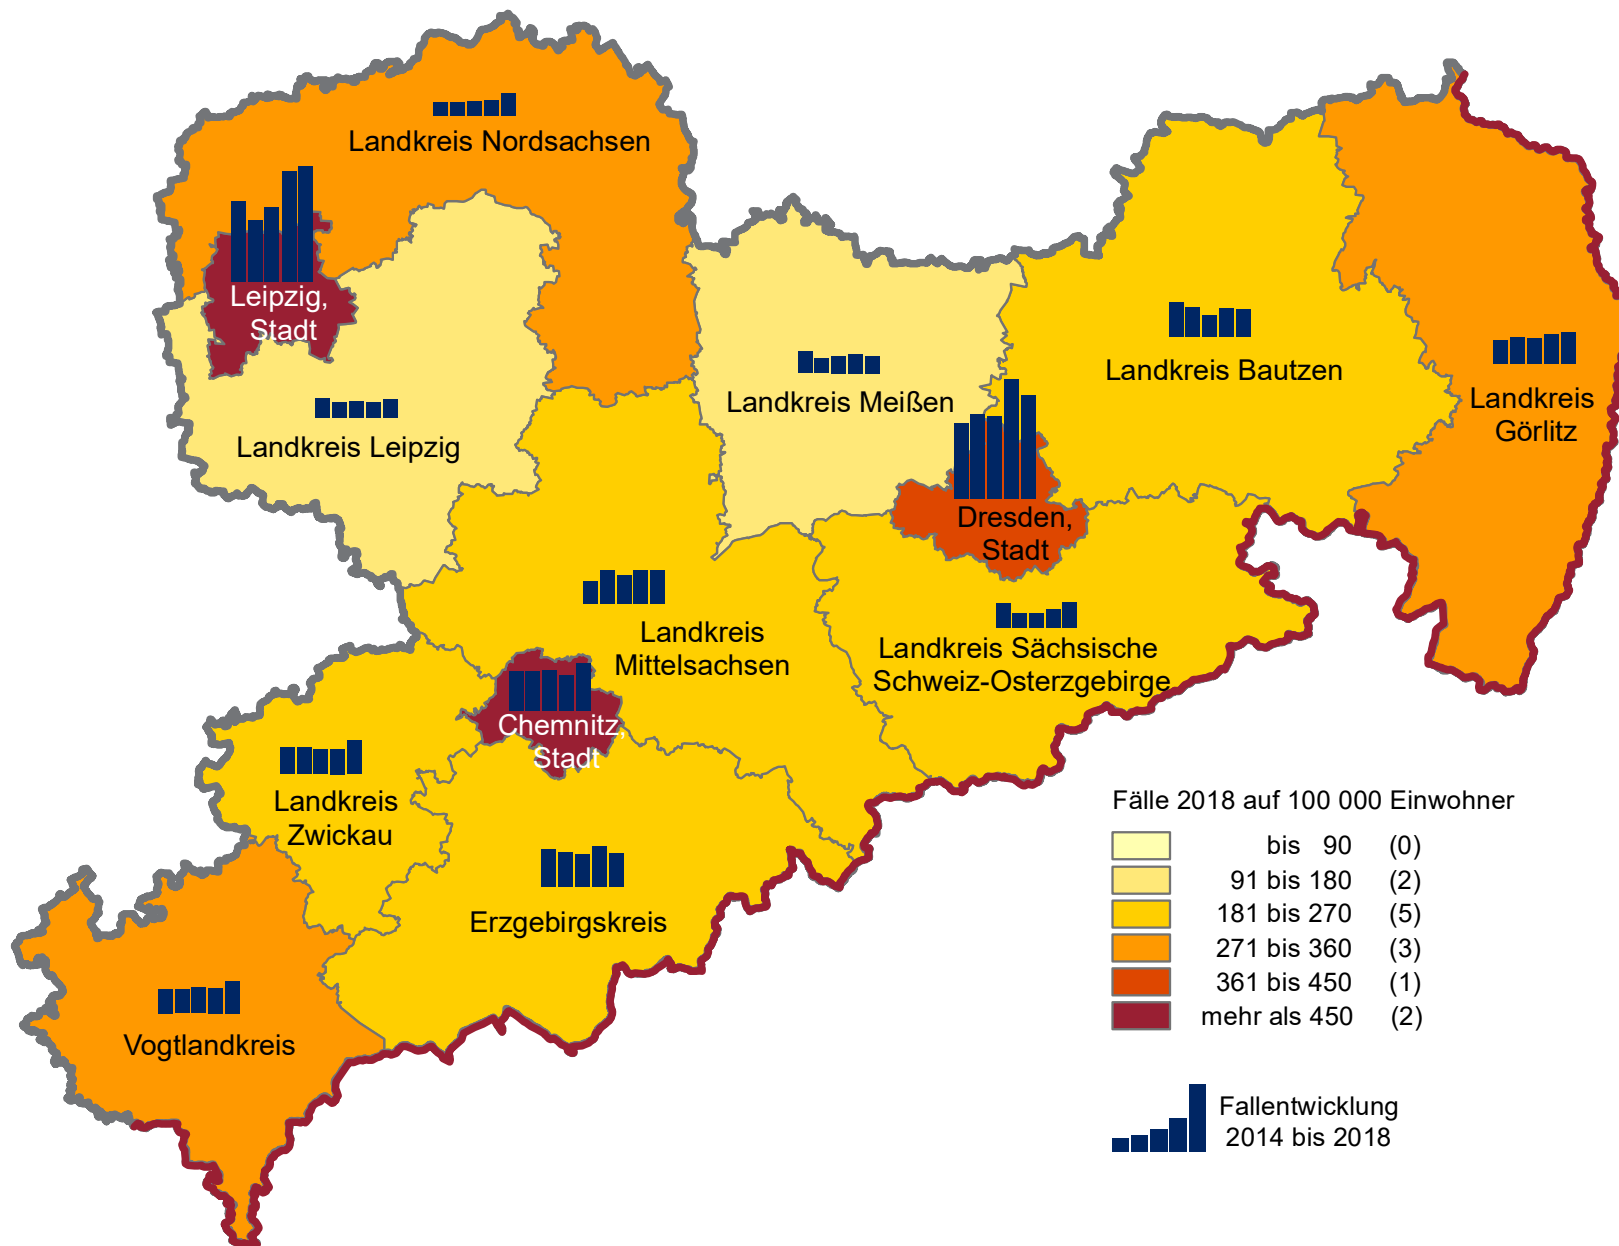 Landkreis Nordsachsen
Leipzig,
Stadt
Landkreis Leipzig
Landkreis Meißen
Landkreis Bautzen
Landkreis
Görlitz
Dresden,
Stadt
Landkreis
Mittelsachsen
Landkreis Sächsische
Schweiz-Osterzgebirge
Chemnitz,
Stadt
Landkreis
Zwickau
Erzgebirgskreis
Vogtlandkreis
Fälle 2018 auf 100 000 Einwohner
bis 90 (0)
91 bis 180 (2)
181 bis 270 (5)
271 bis 360 (3)
361 bis 450 (1)
mehr als 450 (2)
Fallentwicklung
2014 bis 2018